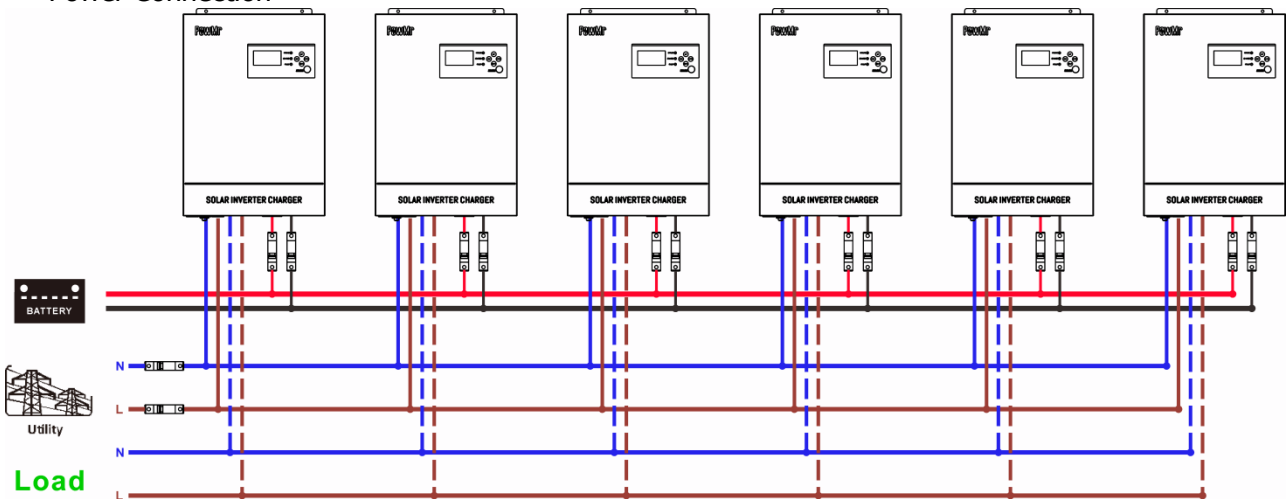 Power Connection
PowMr PowMr PowMr PowMr PowMr PowMr
SOLAR INVERTER CHARGER SOLAR INVERTER CHARGER SOLAR INVERTER CHARGER SOLAR INVERTER CHARGER SOLAR INVERTER CHARGER SOLAR INVERTER CHARGER
BATTERY
N
L
Utility
N
Load
L